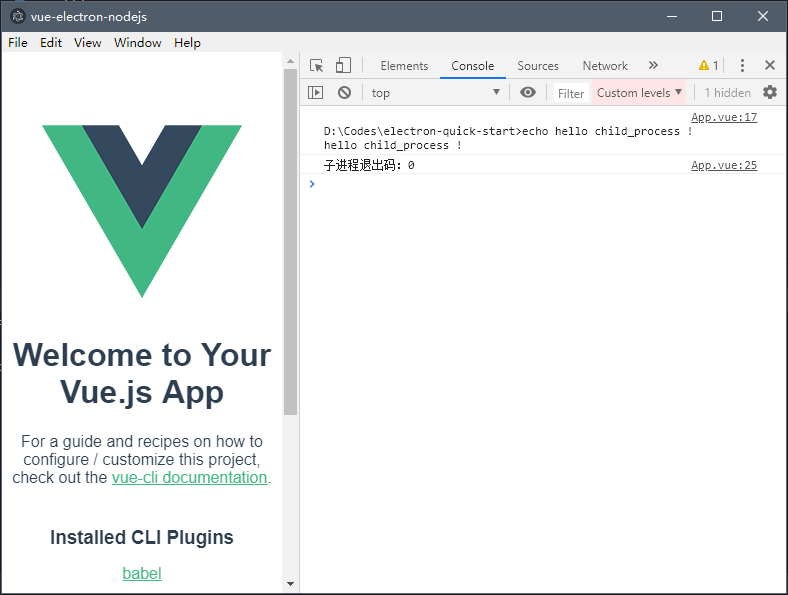 vue-electron-nodejs
File Edit View Window Help
Elements Console Sources Network 1
top Filter Custom levels 1 hidden
App.vue:17
D:\Codes\electron-quick-start>echo hello child_process !
hello child_process !
子进程退出码：0 App.vue:25
Welcome to Your
Vue.js App
For a guide and recipes on how to
configure / customize this project,
check out the vue-cli documentation.
Installed CLI Plugins
babel